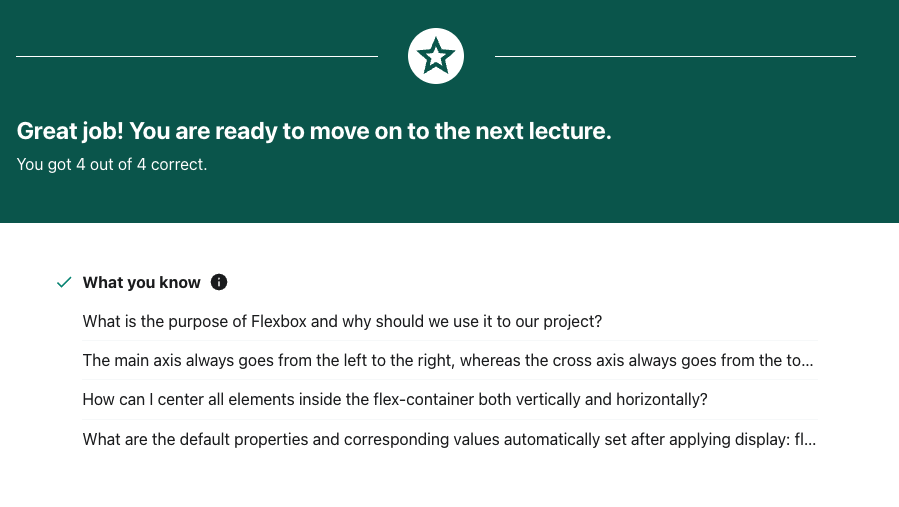 Great job! You are ready to move on to the next lecture.
You got 4 out of 4 correct.
What you know
What is the purpose of Flexbox and why should we use it to our project?
The main axis always goes from the left to the right, whereas the cross axis always goes from the to...
How can I center all elements inside the flex-container both vertically and horizontally?
What are the default properties and corresponding values automatically set after applying display: fl...